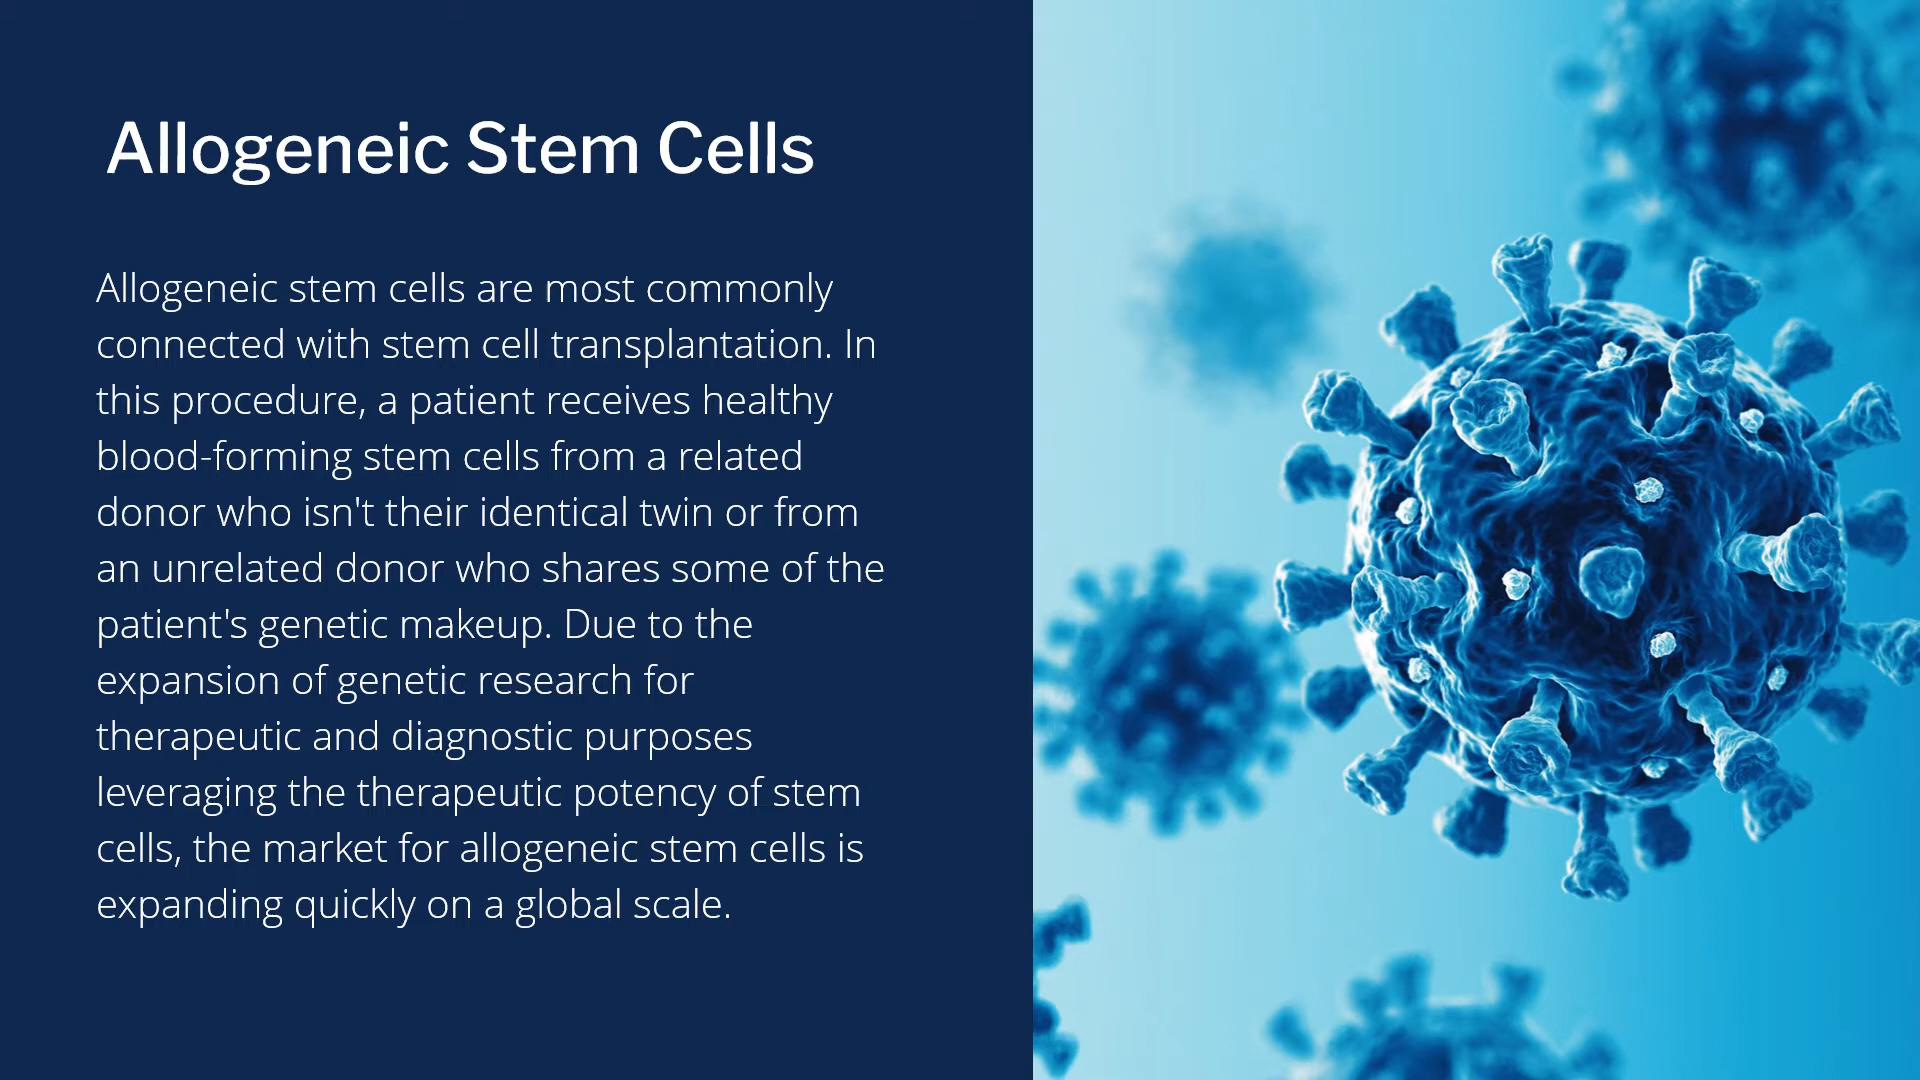 Allogeneic Stem Cells
Allogeneic stem cells are most commonly
connected with stem cell transplantation. In
this procedure, a patient receives healthy
blood-forming stem cells from a related
donor who isn't their identical twin or from
an unrelated donor who shares some of the
patient's genetic makeup. Due to the
expansion of genetic research for
therapeutic and diagnostic purposes
leveraging the therapeutic potency of stem
cells, the market for allogeneic stem cells is
expanding quickly on a global scale.